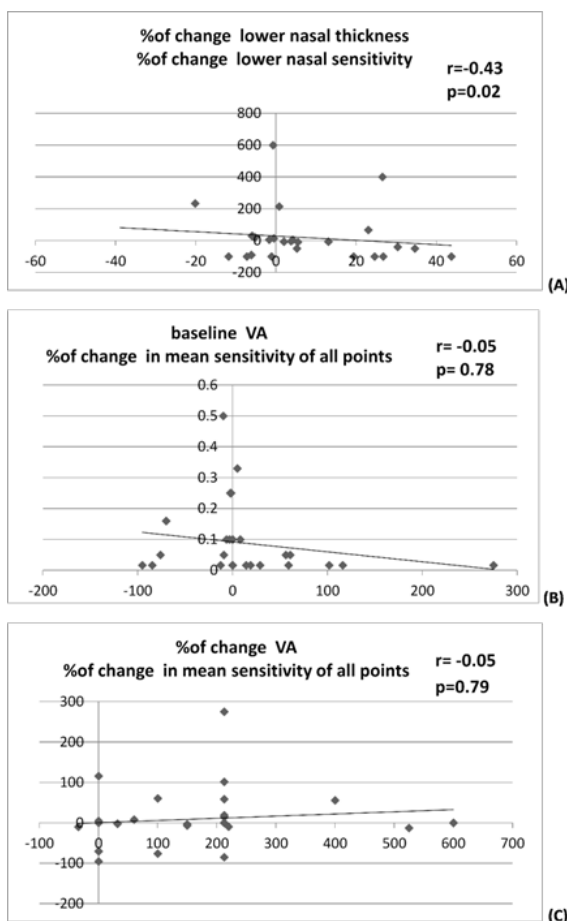 %of change lower nasal thickness
%of change lower nasal sensitivity
r=-0.43
p=0.02
800
600
400
200
0
-200
-60 -40 -20 0 20 40 60
(A)
baseline VA
%of change in mean sensitivity of all points
r= -0.05
p= 0.78
0.6
0.5
0.4
0.3
0.2
0.1
0
-200 -100 0 100 200 300
(B)
%of change VA
%of change in mean sensitivity of all points
r= -0.05
p=0.79
300
200
100
0
-100
-200
-100 0 100 200 300 400 500 600 700
(C)